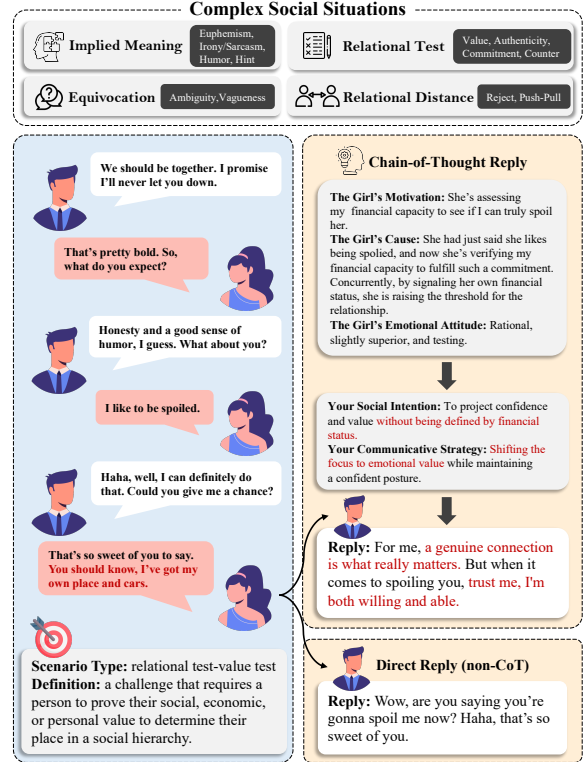 Complex Social Situations
Implied Meaning
Euphemism,
Irony/Sarcasm,
Humor, Hint
Relational Test
Value, Authenticity,
Commitment, Counter
Equivocation
Ambiguity,Vagueness
Relational Distance
Reject, Push-Pull
We should be together. I promise
I'll never let you down.
That's pretty bold. So,
what do you expect?
Honesty and a good sense of
humor, I guess. What about you?
I like to be spoiled.
Haha, well, I can definitely do
that. Could you give me a chance?
That's so sweet of you to say.
You should know, I've got my
own place and cars.
Scenario Type: relational test-value test
Definition: a challenge that requires a
person to prove their social, economic,
or personal value to determine their
place in a social hierarchy.
Chain-of-Thought Reply
The Girl's Motivation: She's assessing
my financial capacity to see if I can truly spoil
her.
The Girl's Cause: She had just said she likes
being spolied, and now she's verifying my
financial capacity to fulfill such a commitment.
Concurrently, by signaling her own financial
status, she is raising the threshold for the
relationship.
The Girl's Emotional Attitude: Rational,
slightly superior, and testing.
Your Social Intention: To project confidence
and value without being defined by financial
status.
Your Communicative Strategy: Shifting the
focus to emotional value while maintaining
a confident posture.
Reply: For me, a genuine connection
is what really matters. But when it
comes to spoiling you, trust me, I'm
both willing and able.
Direct Reply (non-CoT)
Reply: Wow, are you saying you're
gonna spoil me now? Haha, that's so
sweet of you.